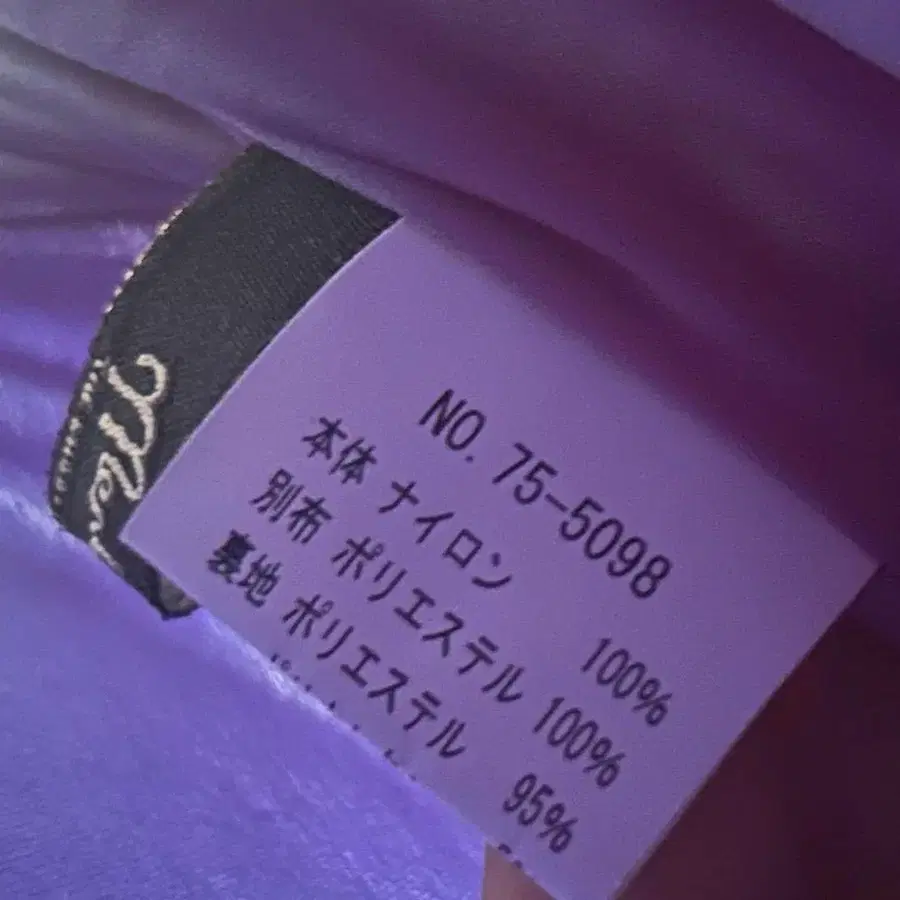 NO. 75-5098
本体 ナイロン 100%
別布 ポリエステル 100%
裏地 ポリエステル 95%